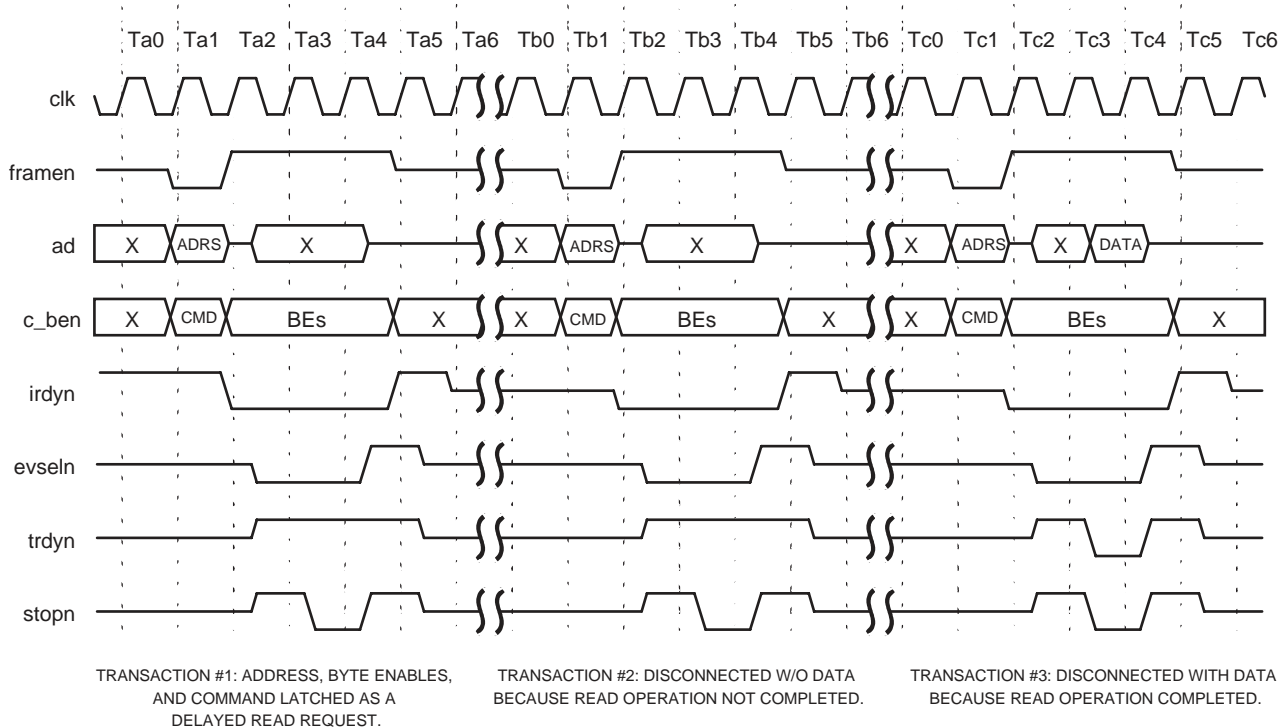 Ta0 Ta1 Ta2 Ta3 Ta4 Ta5 Ta6 Tb0 Tb1 Tb2 Tb3 Tb4 Tb5 Tb6 Tc0 Tc1 Tc2 Tc3 Tc4 Tc5 Tc6
clk
framen
ad X ADRS X X ADRS X X ADRS X DATA
c_ben X CMD BEs X X CMD BEs X X CMD BEs X
irdyn
evseln
trdyn
stopn
TRANSACTION #1: ADDRESS, BYTE ENABLES,
AND COMMAND LATCHED AS A
DELAYED READ REQUEST.
TRANSACTION #2: DISCONNECTED W/O DATA
BECAUSE READ OPERATION NOT COMPLETED.
TRANSACTION #3: DISCONNECTED WITH DATA
BECAUSE READ OPERATION COMPLETED.